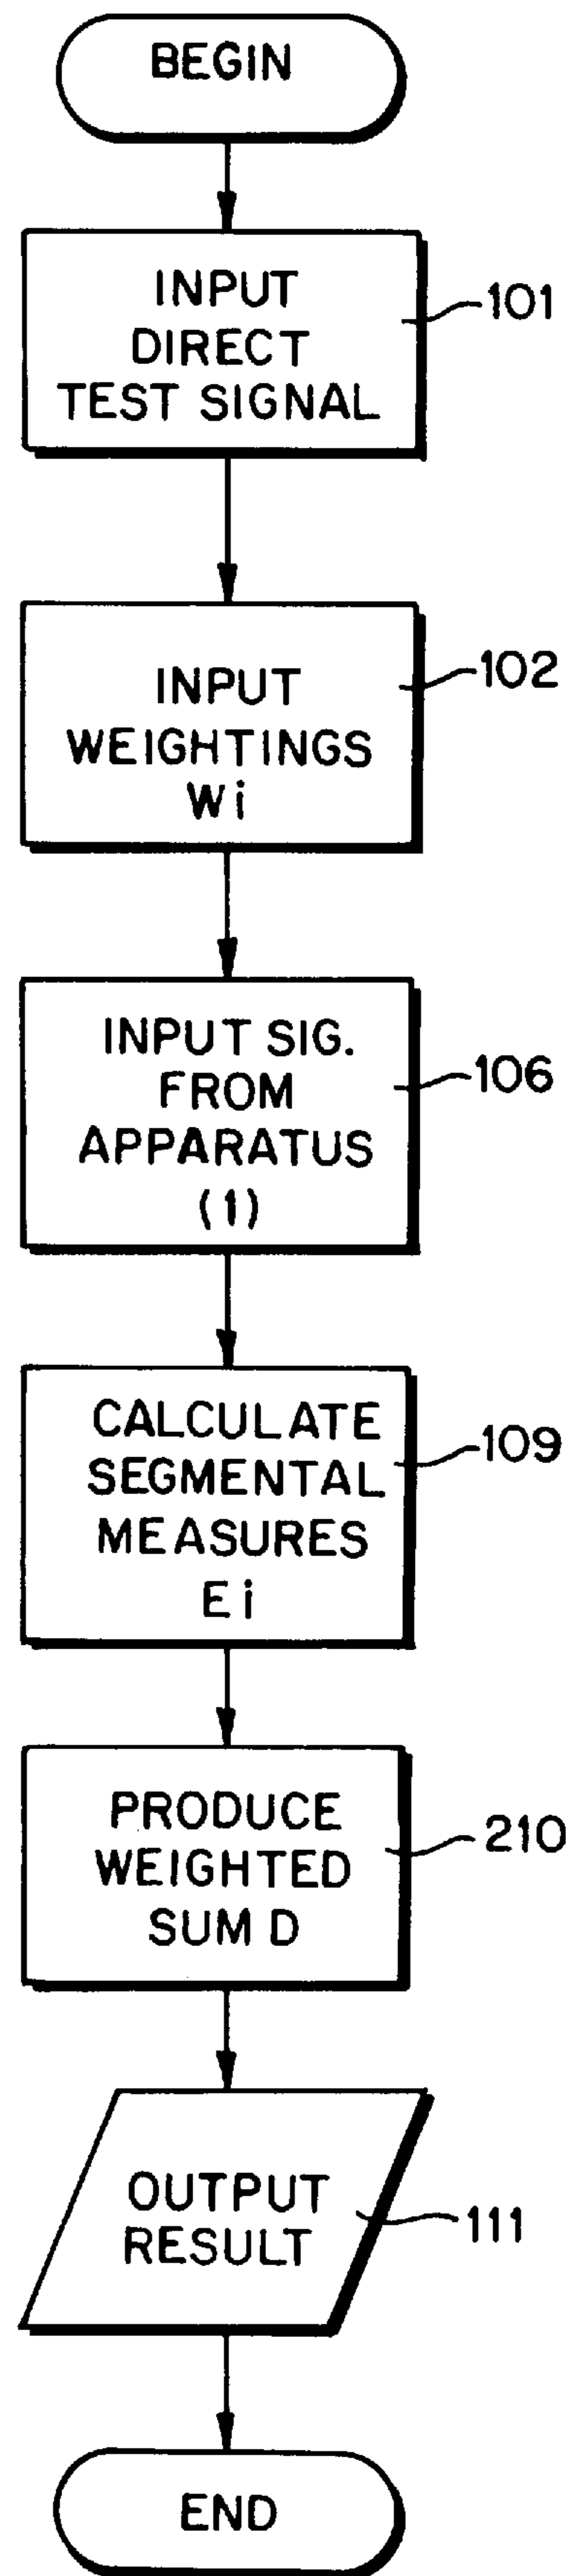 BEGIN
INPUT
DIRECT
TEST SIGNAL
101
INPUT
WEIGHTINGS
Wi
102
INPUT SIG.
FROM
APPARATUS
(1)
106
CALCULATE
SEGMENTAL
MEASURES
Ei
109
PRODUCE
WEIGHTED
SUM D
210
OUTPUT
RESULT
111
END